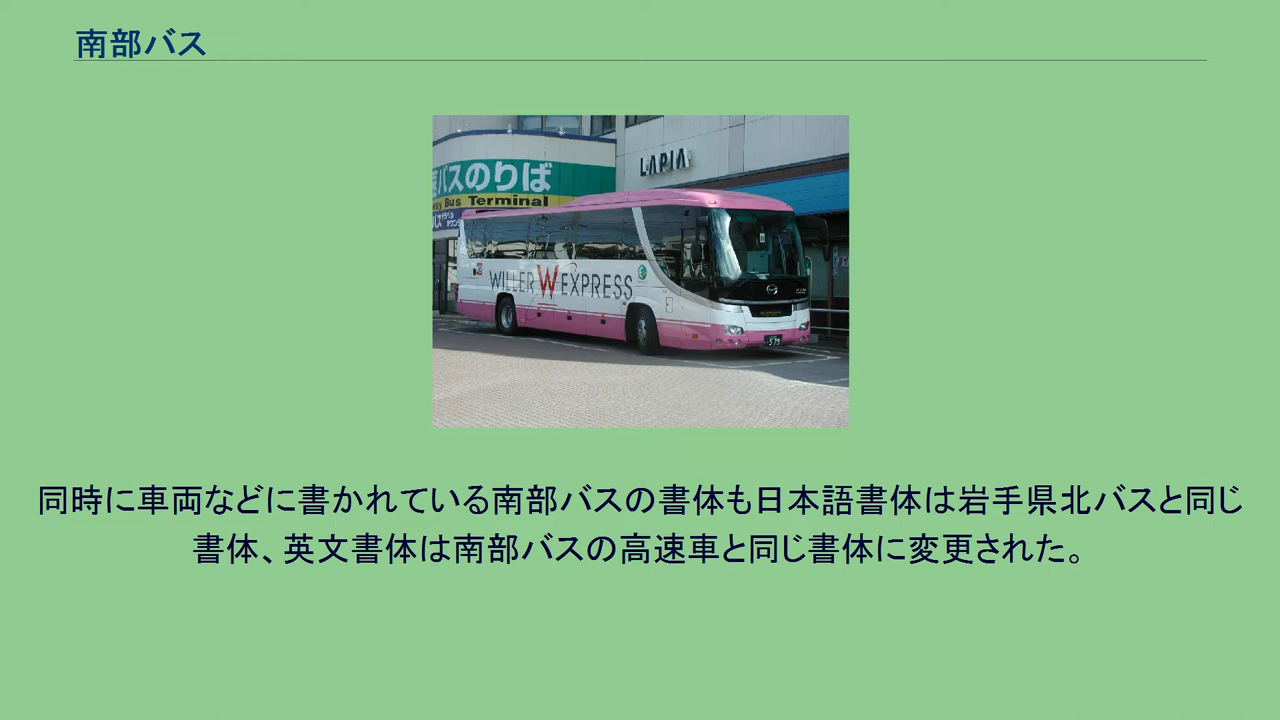 南部バス
LAPIA
バスのりば
Bus Terminal
WILLER W EXPRESS
579
同時に車両などに書かれている南部バスの書体も日本語書体は岩手県北バスと同じ
書体、英文書体は南部バスの高速車と同じ書体に変更された。